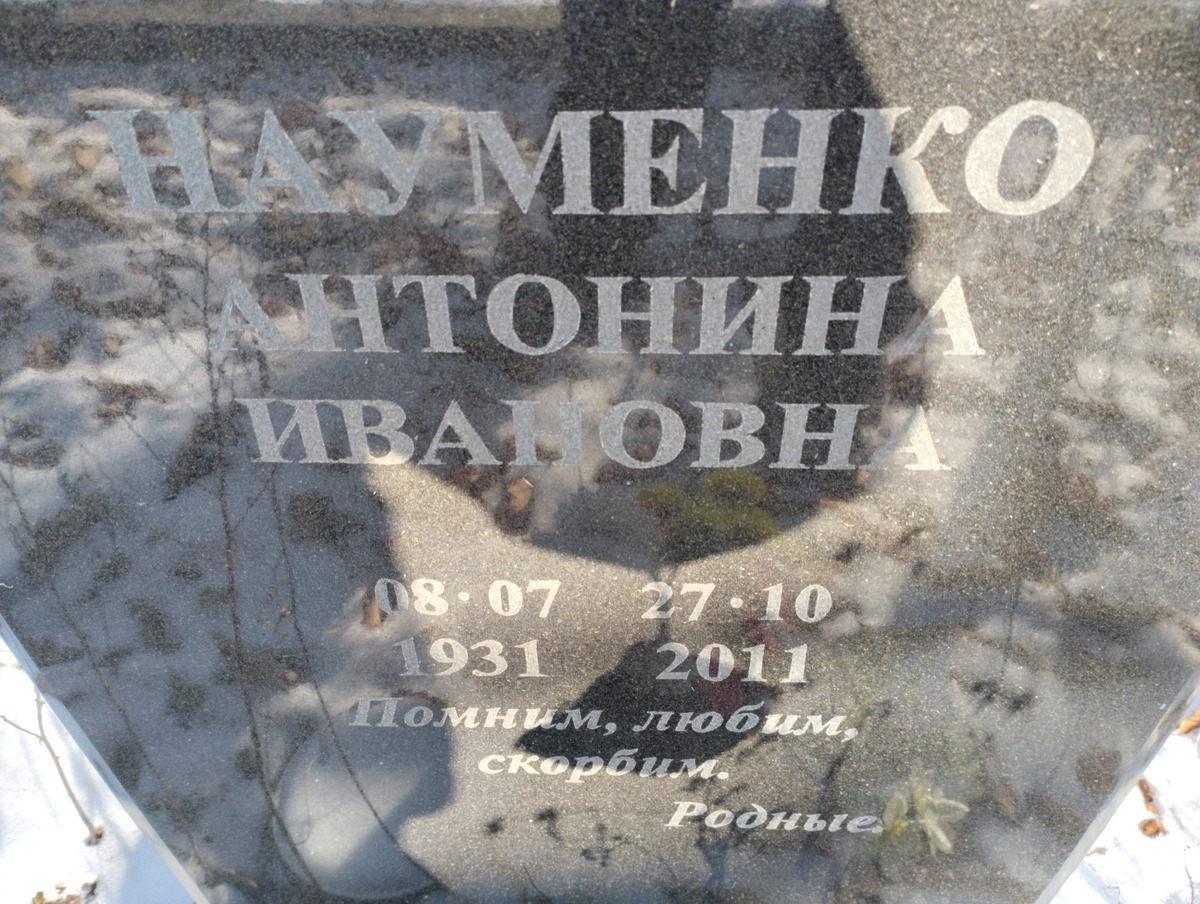 НАУМЕНКО
АНТОНИНА
ИВАНОВНА
08·07 27·10
1931 2011
Помним, любим,
скорбим.
Родные.